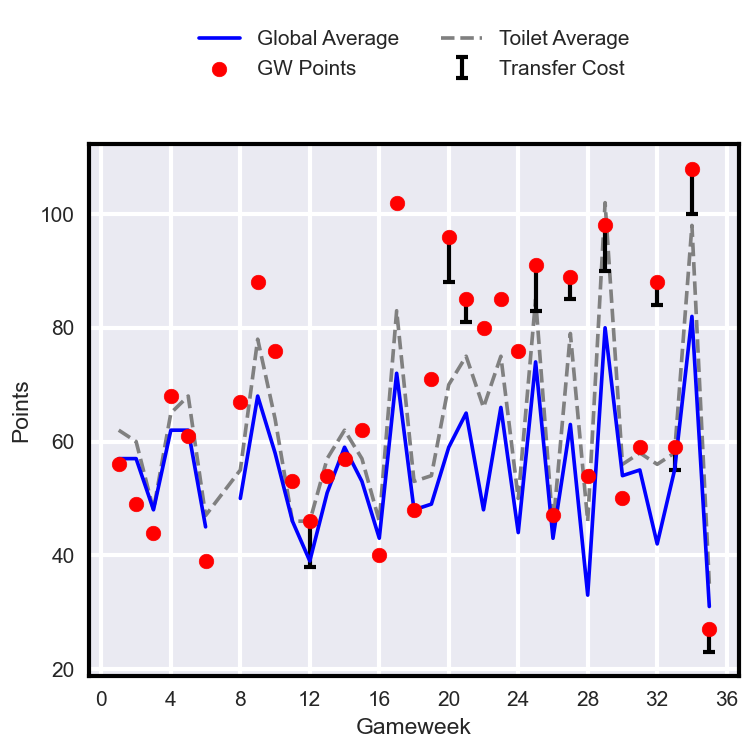 Global Average Toilet Average
GW Points Transfer Cost
100
80
60
40
20
Points
0 4 8 12 16 20 24 28 32 36
Gameweek